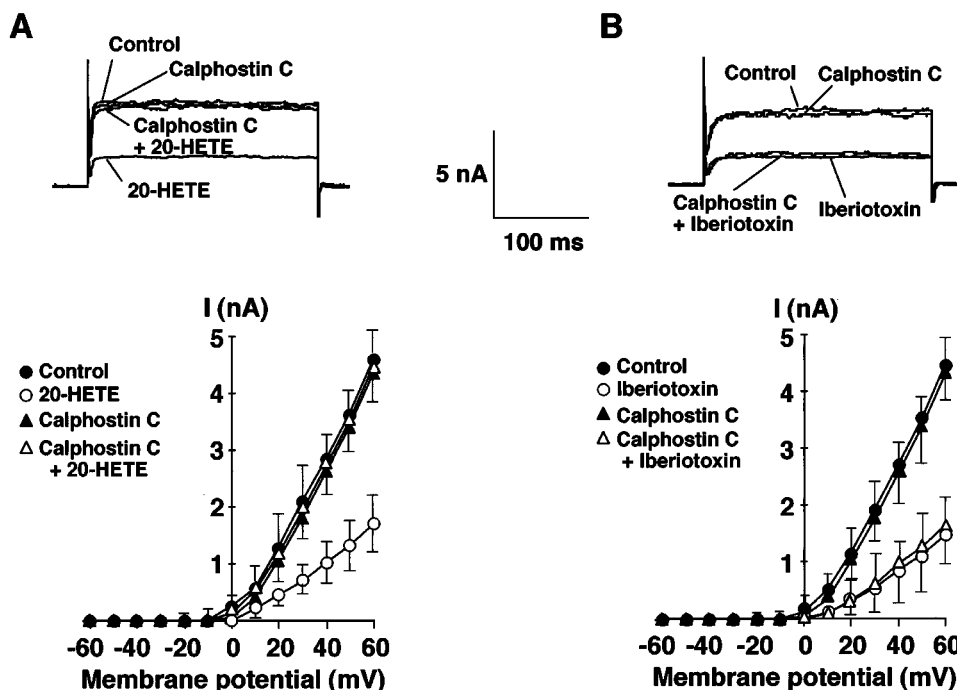 A
Control
Calphostin C
Calphostin C
+ 20-HETE
20-HETE
5 nA
100 ms
B
Control
Calphostin C
Calphostin C
+ Iberiotoxin
Iberiotoxin
I (nA)
5
4
3
2
1
Control
20-HETE
Calphostin C
Calphostin C
+ 20-HETE
-60 -40 -20 0 20 40 60
Membrane potential (mV)
I (nA)
5
4
3
2
1
Control
Iberiotoxin
Calphostin C
Calphostin C
+ Iberiotoxin
-60 -40 -20 0 20 40 60
Membrane potential (mV)